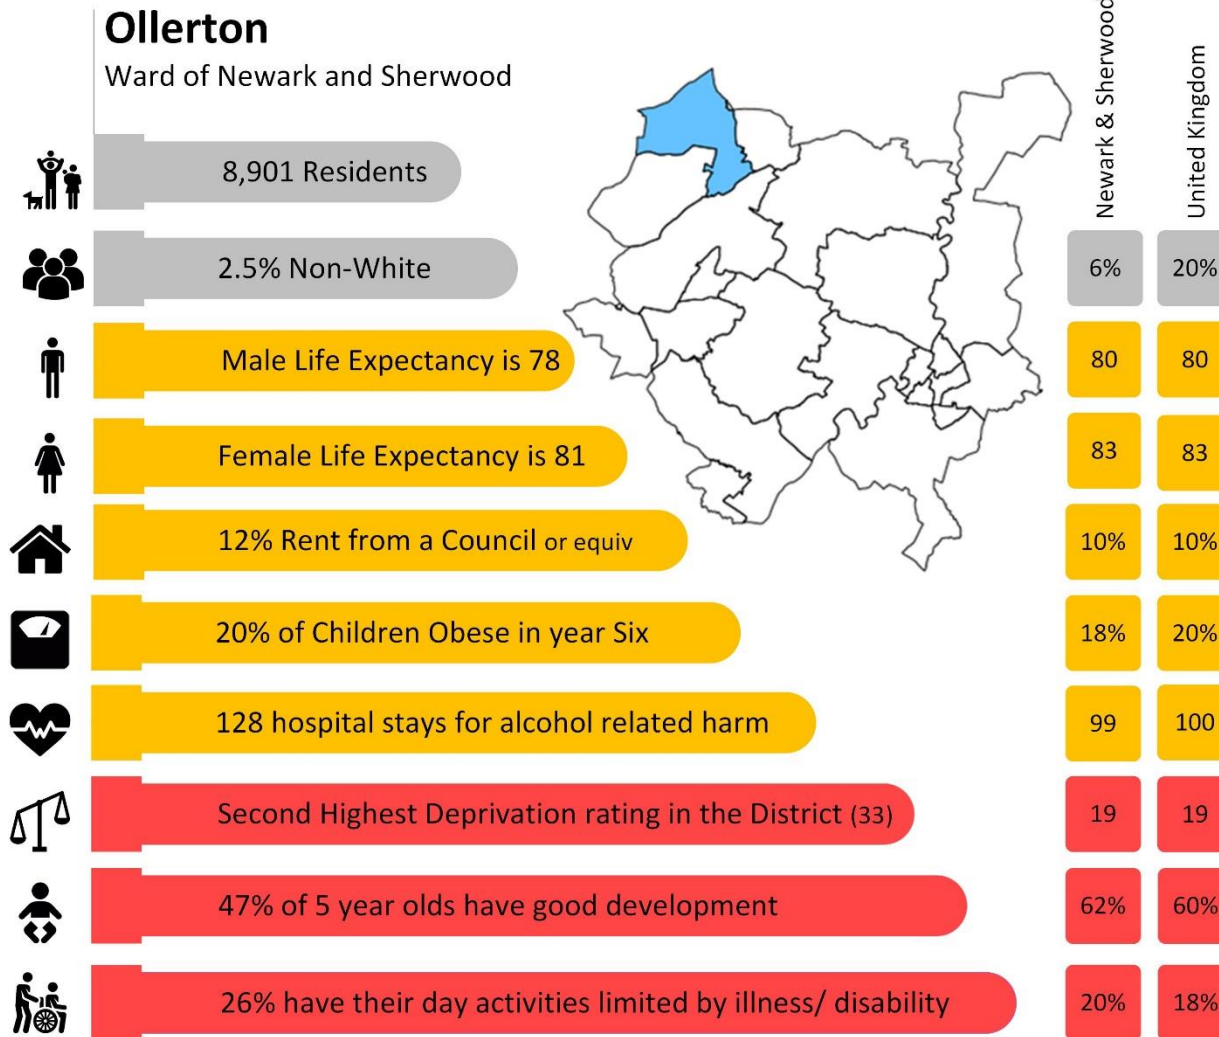 Ollerton
Ward of Newark and Sherwood
Newark & Sherwood
United Kingdom
8,901 Residents
2.5% Non-White
6%
20%
Male Life Expectancy is 78
80
80
Female Life Expectancy is 81
83
83
12% Rent from a Council or equiv
10%
10%
20% of Children Obese in year Six
18%
20%
128 hospital stays for alcohol related harm
99
100
Second Highest Deprivation rating in the District (33)
19
19
47% of 5 year olds have good development
62%
60%
26% have their day activities limited by illness/ disability
20%
18%